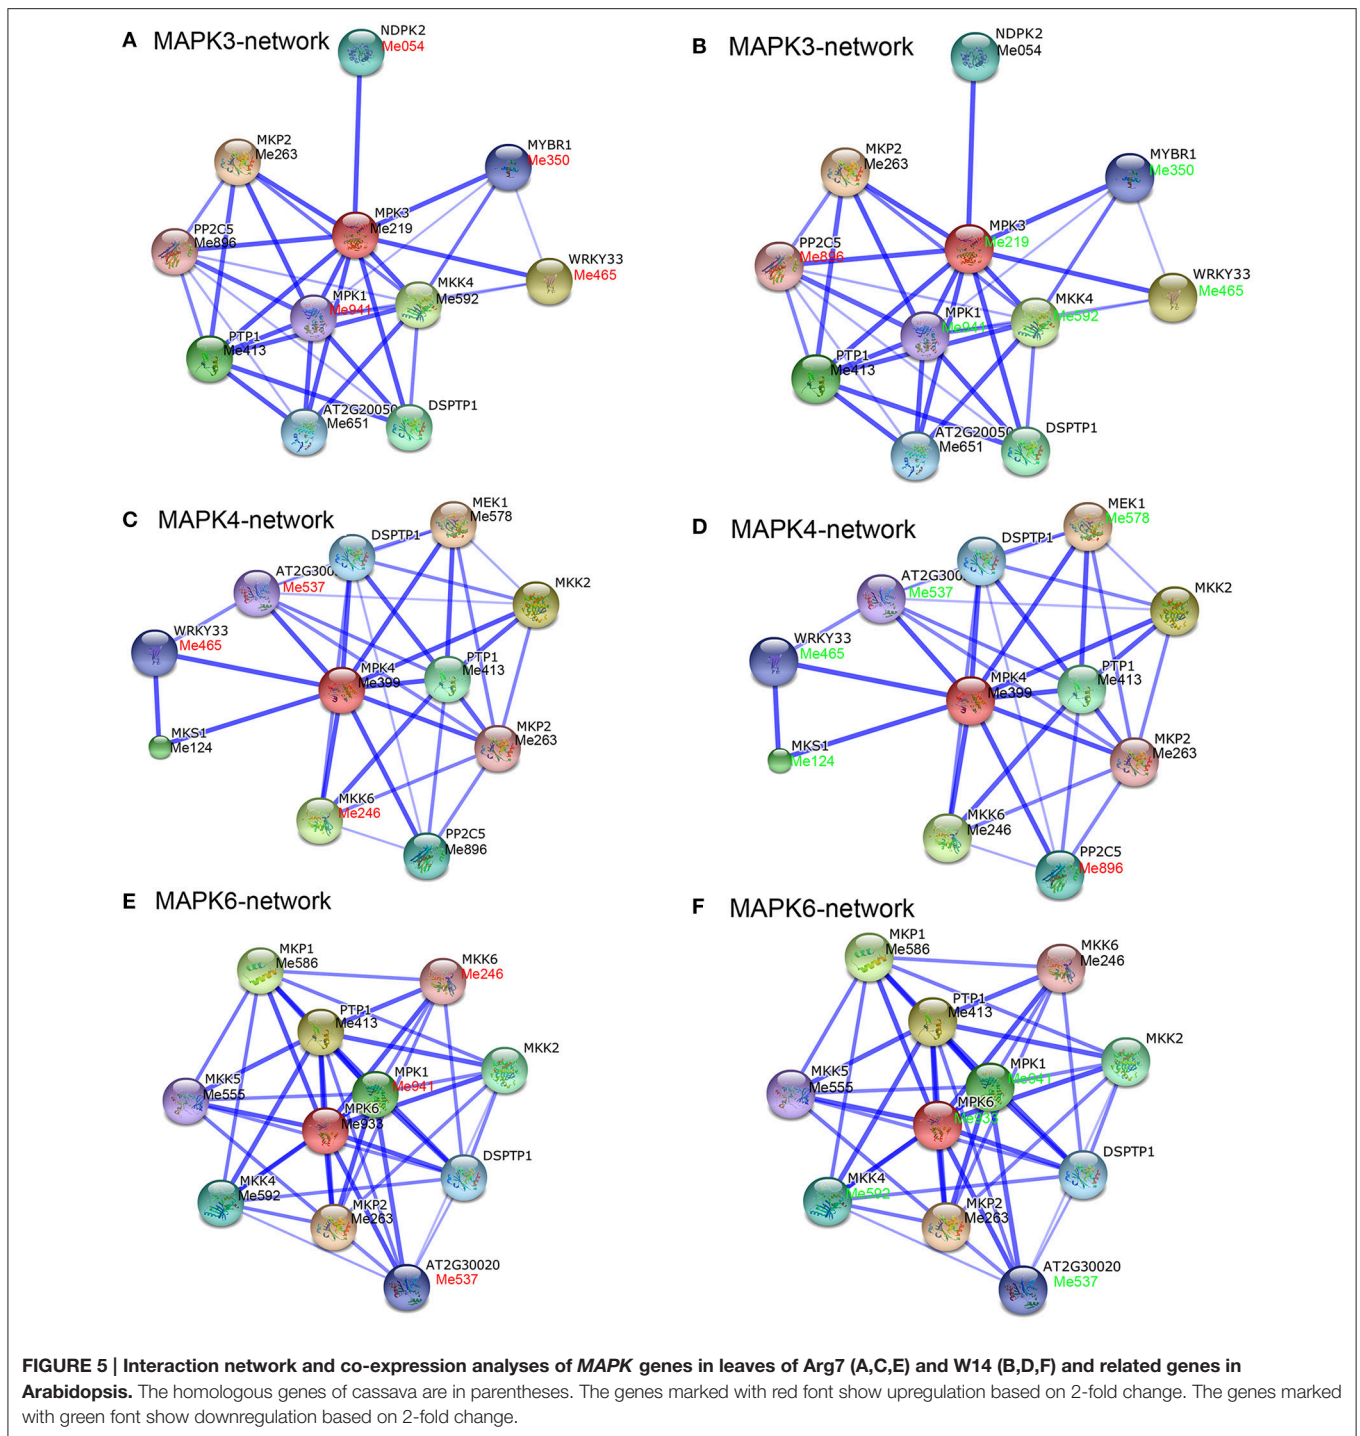 A MAPK3-network
NDPK2
Me054
MKP2
Me263
MYBR1
Me350
MPK3
Me219
PP2C5
Me896
WRKY33
Me465
MKK4
Me592
MPK1
Me941
PTP1
Me413
AT2G20050
Me651
DSPTP1
B MAPK3-network
NDPK2
Me054
MKP2
Me263
MYBR1
Me350
MPK3
Me219
PP2C5
Me896
WRKY33
Me465
MKK4
Me592
MPK1
Me941
PTP1
Me413
AT2G20050
Me651
DSPTP1
C MAPK4-network
MEK1
Me578
DSPTP1
AT2G300
Me537
MKK2
WRKY33
Me465
PTP1
Me413
MPK4
Me399
MKS1
Me124
MKP2
Me263
MKK6
Me246
PP2C5
Me896
D MAPK4-network
MEK1
Me578
DSPTP1
AT2G300
Me537
MKK2
WRKY33
Me465
PTP1
Me413
MPK4
Me399
MKS1
Me124
MKP2
Me263
MKK6
Me246
PP2C5
Me896
E MAPK6-network
MKP1
Me586
MKK6
Me246
PTP1
Me413
MKK2
MPK1
Me941
MKK5
Me555
MPK6
Me933
DSPTP1
MKK4
Me592
MKP2
Me263
AT2G30020
Me537
F MAPK6-network
MKP1
Me586
MKK6
Me246
PTP1
Me413
MKK2
MPK1
Me941
MKK5
Me555
MPK6
Me933
DSPTP1
MKK4
Me592
MKP2
Me263
AT2G30020
Me537
FIGURE 5 | Interaction network and co-expression analyses of MAPK genes in leaves of Arg7 (A,C,E) and W14 (B,D,F) and related genes in
Arabidopsis. The homologous genes of cassava are in parentheses. The genes marked with red font show upregulation based on 2-fold change. The genes marked
with green font show downregulation based on 2-fold change.